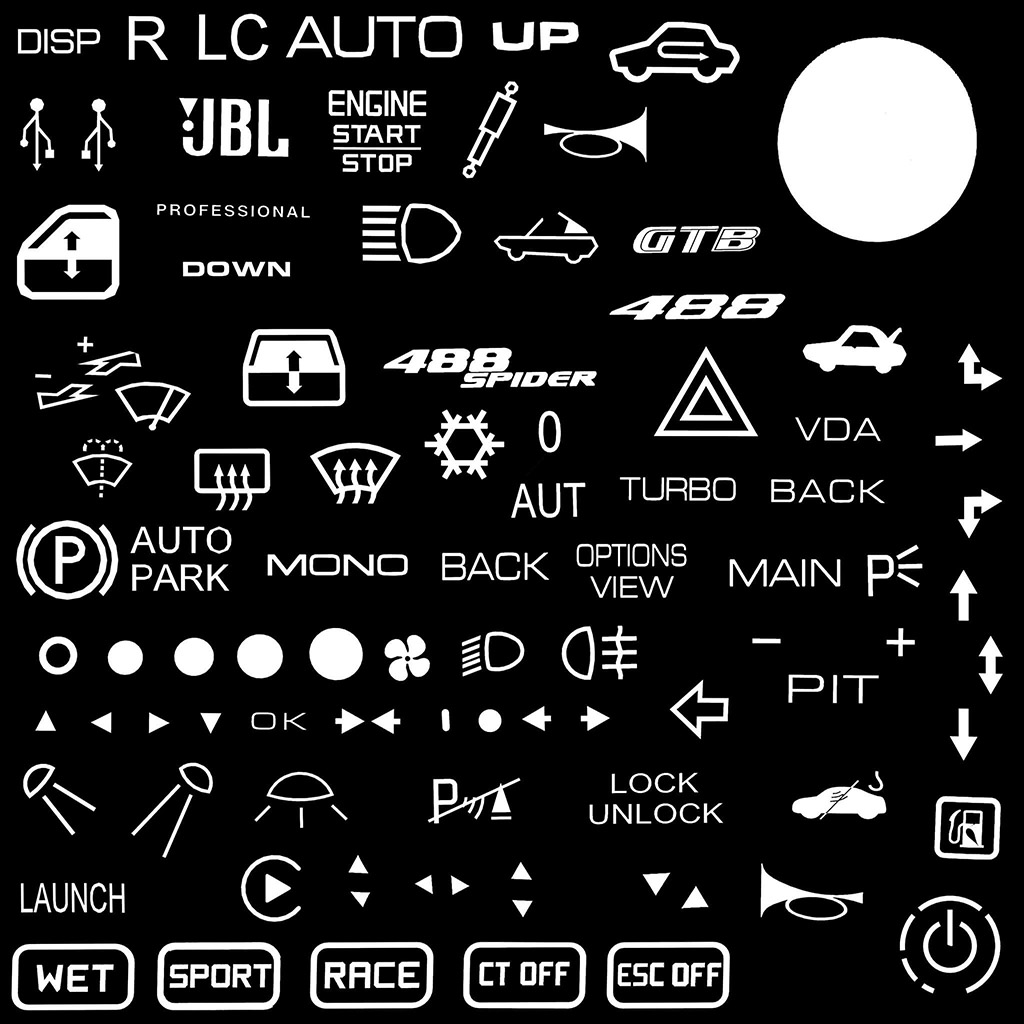 DISP R LC AUTO UP
JBL
ENGINE
START
STOP
PROFESSIONAL
DOWN
GTB
488
488
SPIDER
0
VDA
AUT
TURBO
BACK
P
AUTO
PARK
MONO
BACK
OPTIONS
VIEW
MAIN
P
- +
PIT
OK
P
LOCK
UNLOCK
LAUNCH
WET
SPORT
RACE
CT OFF
ESC OFF